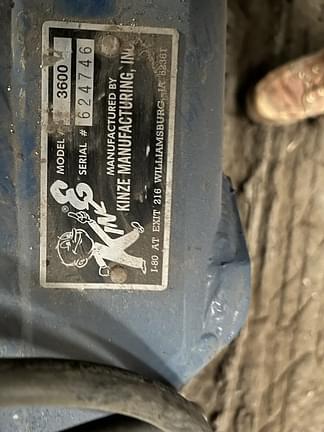 MODEL # 3600
SERIAL # 624746
KINZE®
MANUFACTURED BY
KINZE MANUFACTURING, INC.
I-80 AT EXIT 216 WILLIAMSBURG, IA 52361